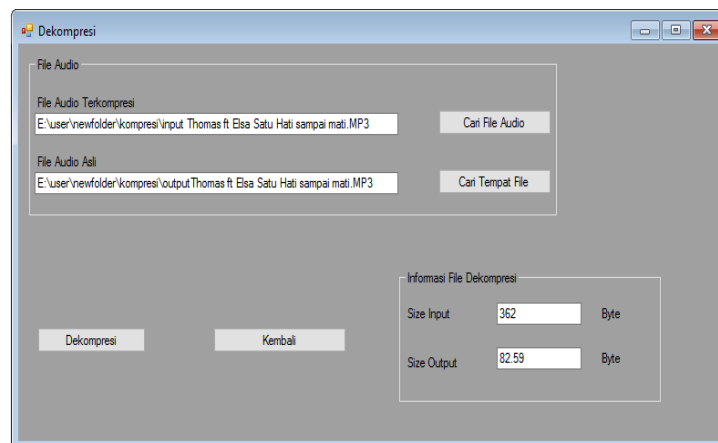 Dekompresi
File Audio
File Audio Terkompresi
E:\user\newfolder\kompresi\input Thomas ft Elsa Satu Hati sampai mati.MP3
Cari File Audio
File Audio Asli
E:\user\newfolder\kompresi\outputThomas ft Elsa Satu Hati sampai mati.MP3
Cari Tempat File
Informasi File Dekompresi
Size Input
362
Byte
Dekompresi
Kembali
Size Output
82.59
Byte